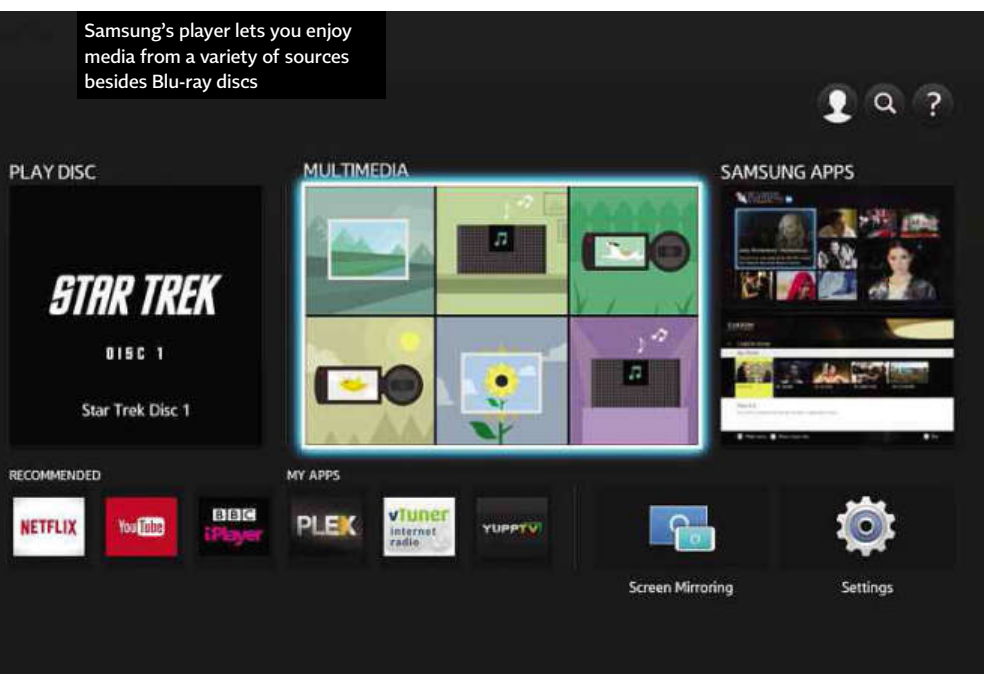 Samsung’s player lets you enjoy
media from a variety of sources
besides Blu-ray discs
?
PLAY DISC
MULTIMEDIA
SAMSUNG APPS
STAR TREK
DISC 1
Star Trek Disc 1
RECOMMENDED
MY APPS
NETFLIX
YouTube
BBC
iPlayer
PLEX
vTuner
internet
radio
YUPPTV
Screen Mirroring
Settings